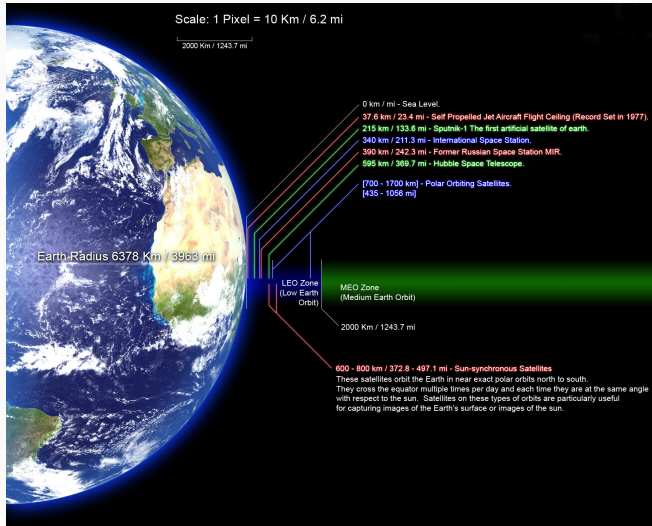 Scale: 1 Pixel = 10 Km / 6.2 mi
2000 Km / 1243.7 mi
0 km / mi - Sea Level.
37.6 km / 23.4 mi - Self Propelled Jet Aircraft Flight Ceiling (Record Set in 1977).
215 km / 133.6 mi - Sputnik-1 The first artificial satellite of earth.
340 km / 211.3 mi - International Space Station.
390 km / 242.3 mi - Former Russian Space Station MIR.
595 km / 369.7 mi - Hubble Space Telescope.
[700 - 1700 km] - Polar Orbiting Satellites.
[435 - 1056 mi]
Earth Radius 6378 Km / 3963 mi
LEO Zone
(Low Earth
Orbit)
MEO Zone
(Medium Earth Orbit)
2000 Km / 1243.7 mi
600 - 800 km / 372.8 - 497.1 mi - Sun-synchronous Satellites
These satellites orbit the Earth in near exact polar orbits north to south.
They cross the equator multiple times per day and each time they are at the same angle
with respect to the sun. Satellites on these types of orbits are particularly useful
for capturing images of the Earth's surface or images of the sun.